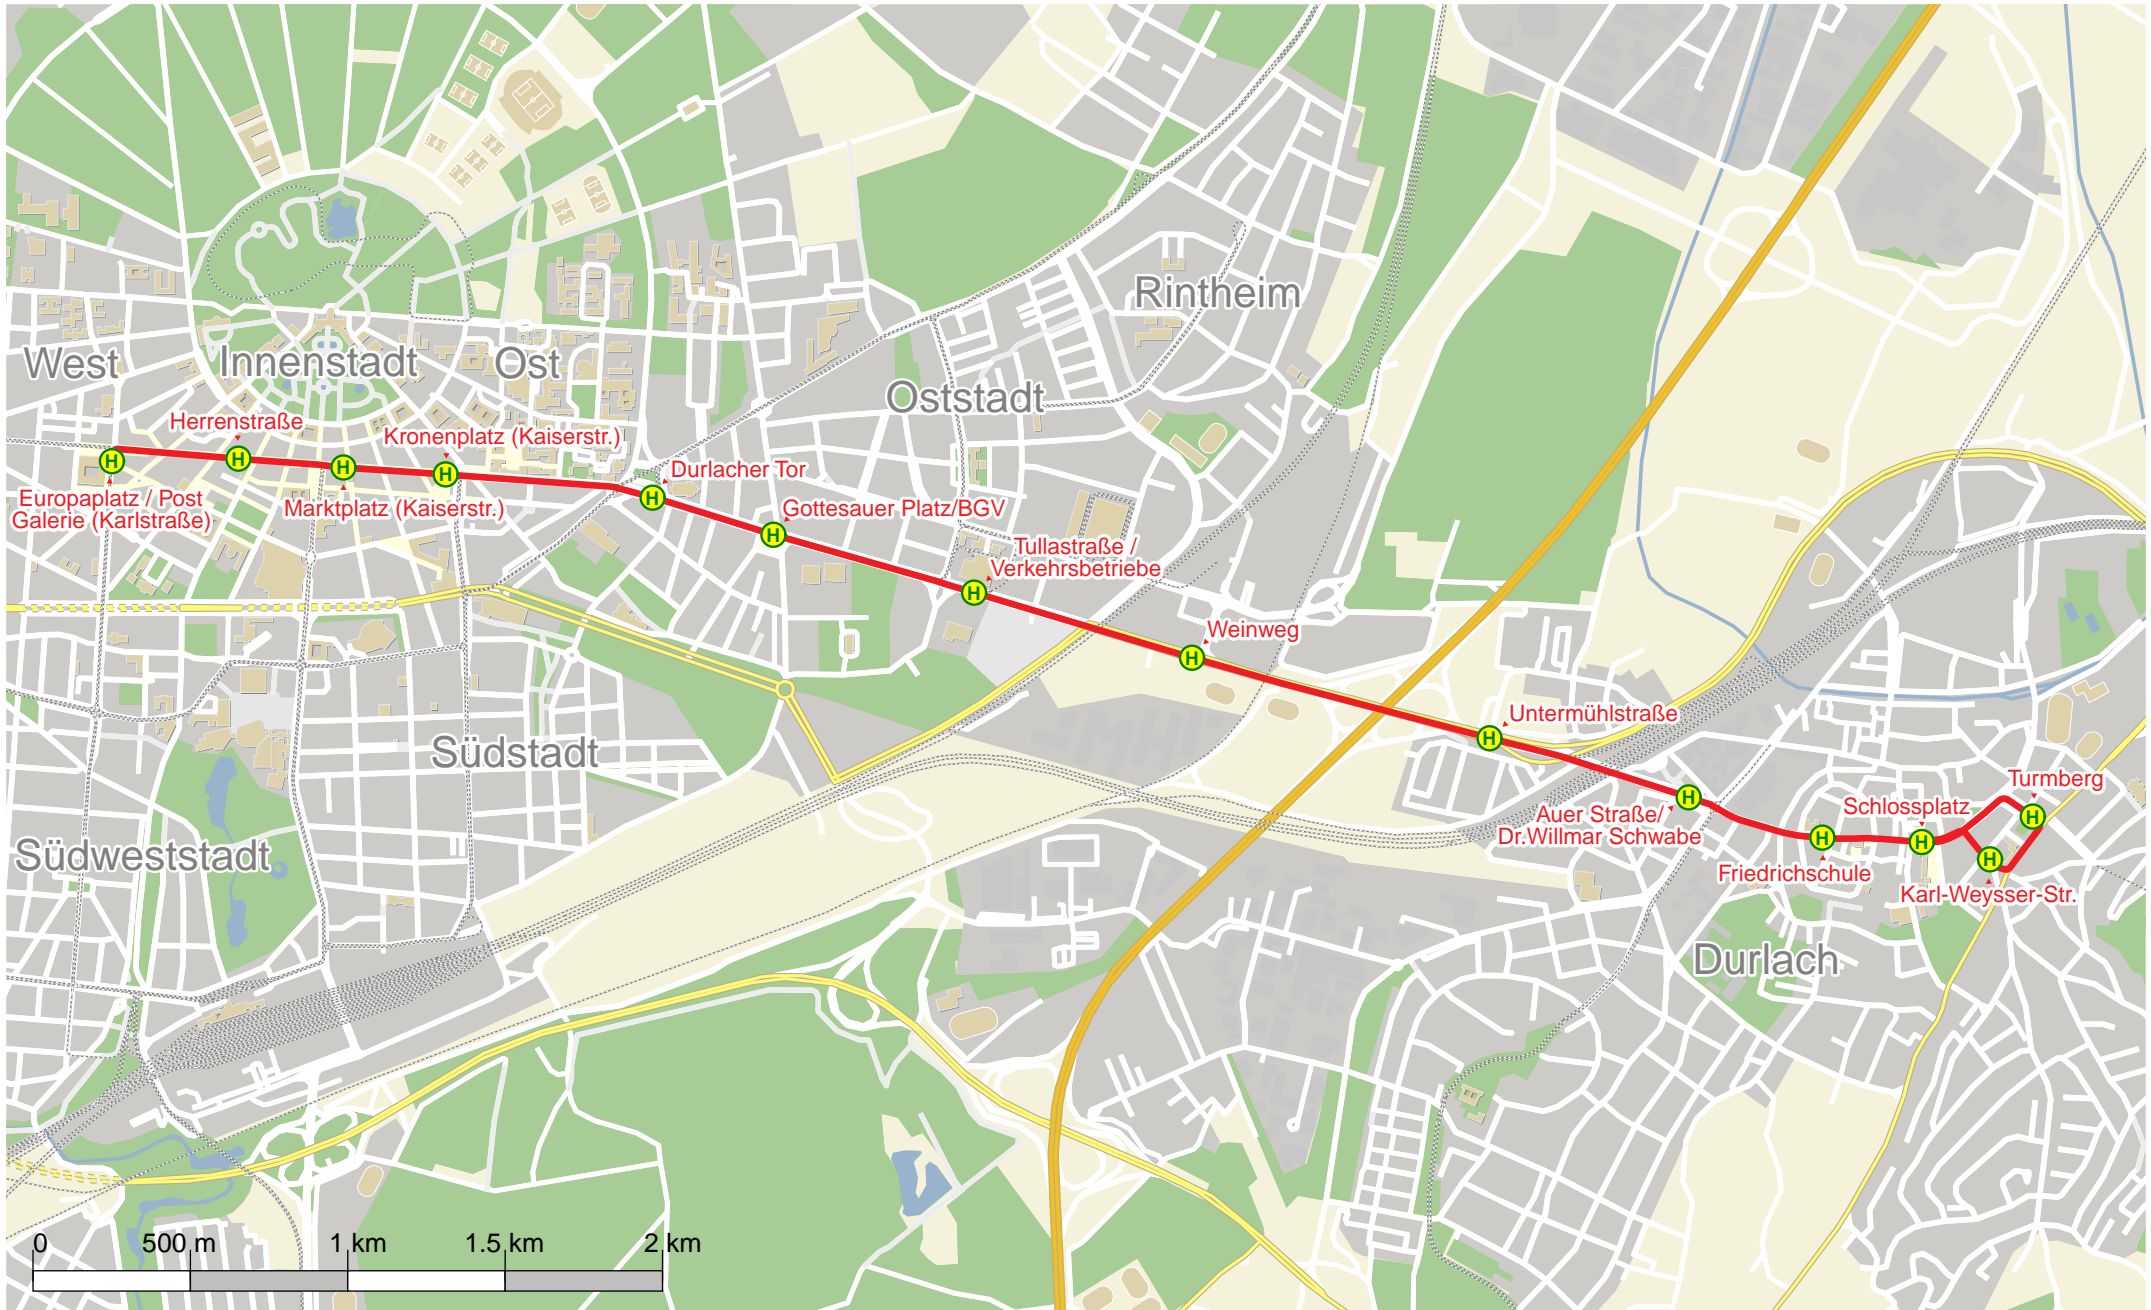 Rintheim
West
Innenstadt
Ost
Oststadt
Herrenstraße
Kronenplatz (Kaiserstr.)
H
H
H
H
Europaplatz / Post
Galerie (Karlstraße)
Marktplatz (Kaiserstr.)
Durlacher Tor
H
Gottesauer Platz/BGV
H
Tullastraße /
Verkehrsbetriebe
H
Weinweg
H
Untermühlstraße
H
Südstadt
Auer Straße/
Dr.Willmar Schwabe
H
Friedrichschule
H
Schlossplatz
H
Turmberg
H
Karl-Weysser-Str.
H
Südweststadt
Durlach
0
500 m
1 km
1.5 km
2 km